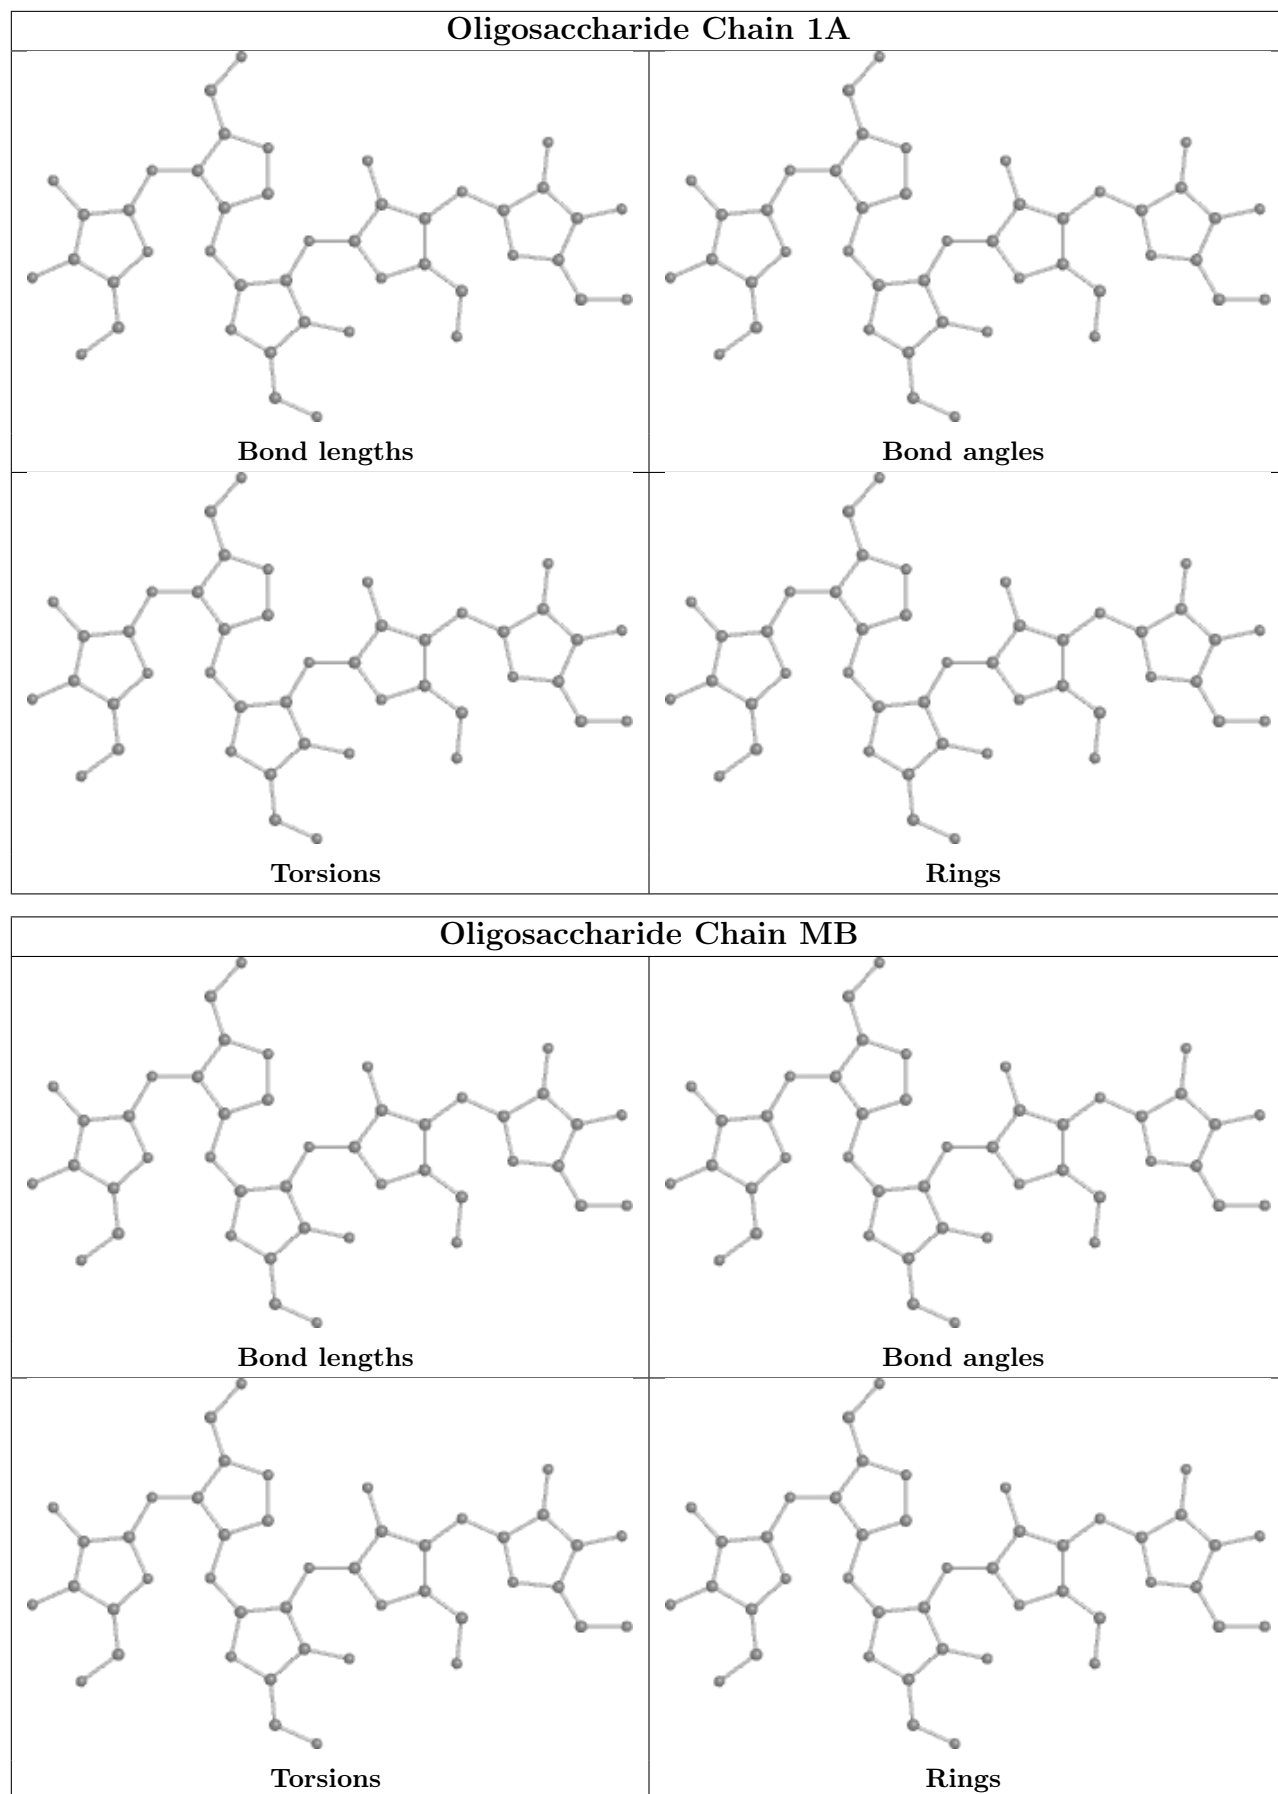 Oligosaccharide Chain 1A
Bond lengths
Bond angles
Torsions
Rings
Oligosaccharide Chain MB
Bond lengths
Bond angles
Torsions
Rings